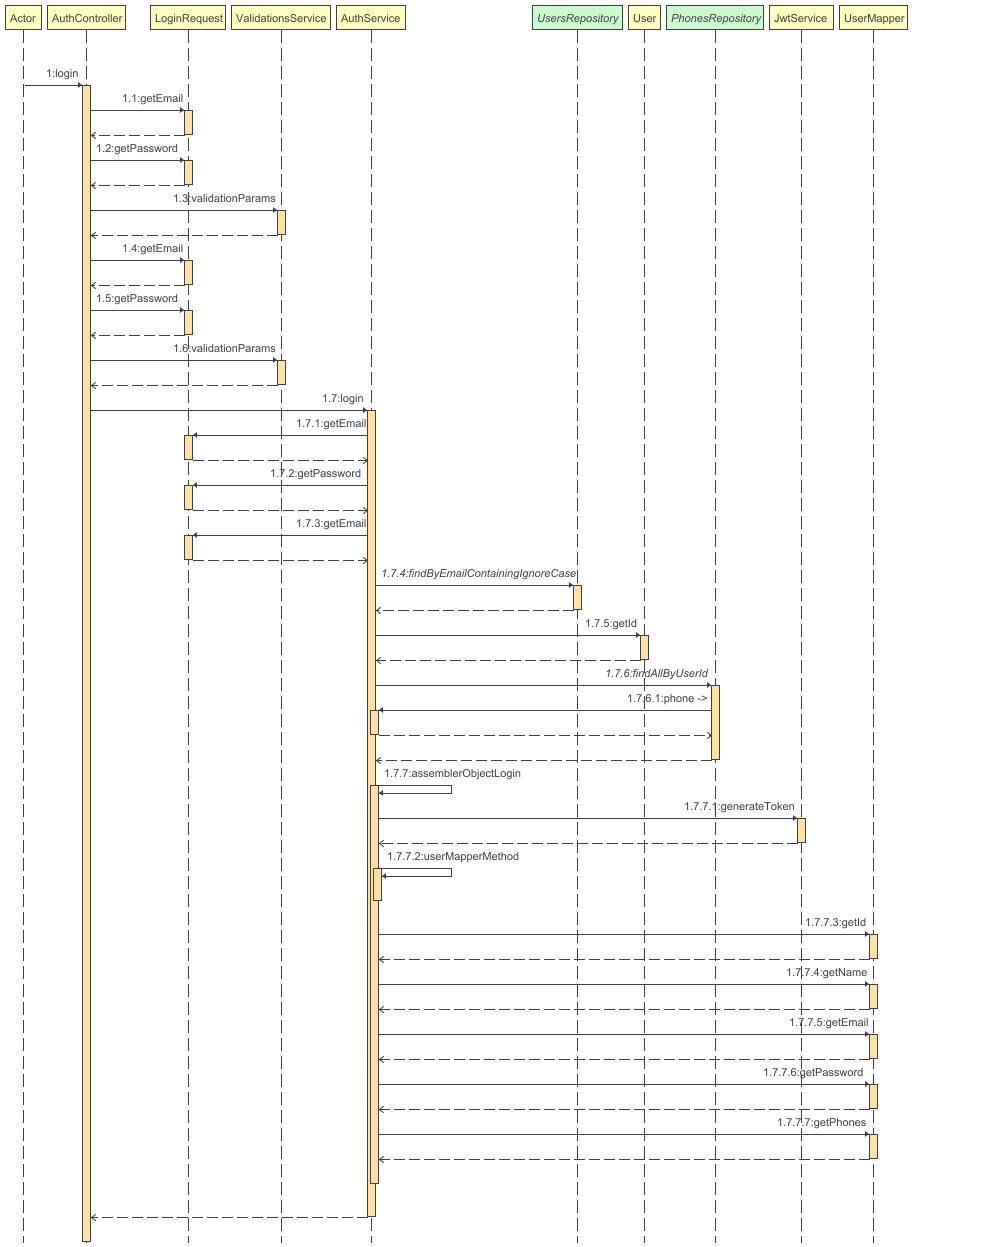 Actor AuthController LoginRequest ValidationsService AuthService UsersRepository User PhonesRepository JwtService UserMapper
1:login
1.1:getEmail
1.2:getPassword
1.3:validationParams
1.4:getEmail
1.5:getPassword
1.6:validationParams
1.7:login
1.7.1:getEmail
1.7.2:getPassword
1.7.3:getEmail
1.7.4:findByEmailContainingIgnoreCase
1.7.5:getId
1.7.6:findAllByUserId
1.7.6.1:phone ->
1.7.7:assemblerObjectLogin
1.7.7.1:generateToken
1.7.7.2:userMapperMethod
1.7.7.3:getId
1.7.7.4:getName
1.7.7.5:getEmail
1.7.7.6:getPassword
1.7.7.7:getPhones